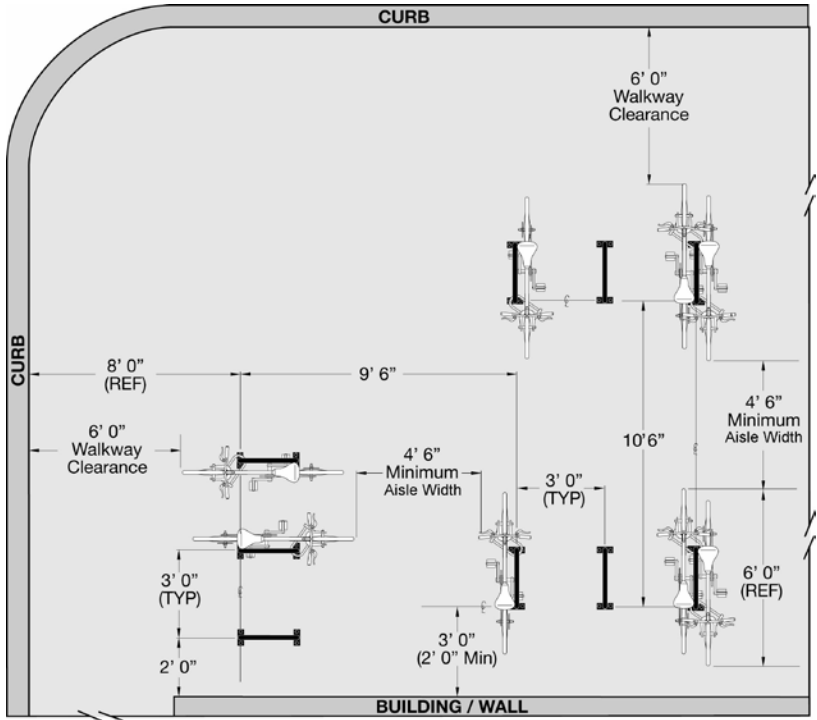 CURB
6’ 0”
Walkway
Clearance
CURB
8’ 0”
(REF)
9’ 6”
4’ 6”
Minimum
Aisle Width
6’ 0”
Walkway
Clearance
4’ 6”
Minimum
Aisle Width
10’6”
3’ 0”
(TYP)
3’ 0”
(TYP)
6’ 0”
(REF)
3’ 0”
(2’ 0” Min)
2’ 0”
BUILDING / WALL